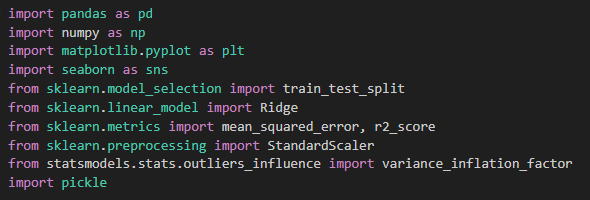 import pandas as pd
import numpy as np
import matplotlib.pyplot as plt
import seaborn as sns
from sklearn.model_selection import train_test_split
from sklearn.linear_model import Ridge
from sklearn.metrics import mean_squared_error, r2_score
from sklearn.preprocessing import StandardScaler
from statsmodels.stats.outliers_influence import variance_inflation_factor
import pickle